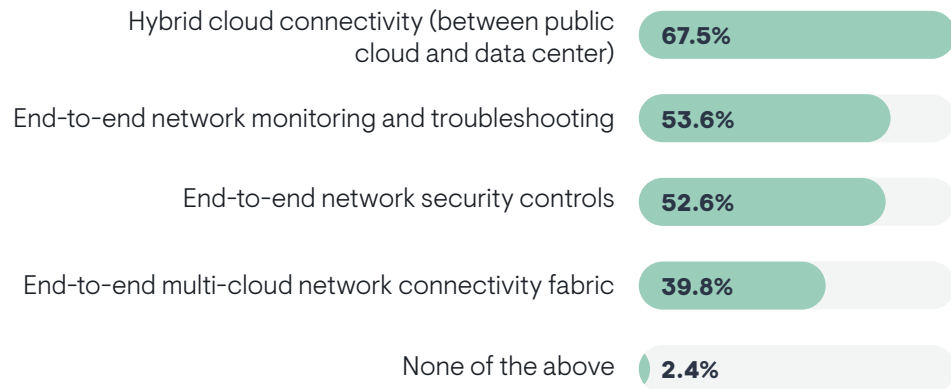 Hybrid cloud connectivity (between public
cloud and data center)
67.5%
End-to-end network monitoring and troubleshooting
53.6%
End-to-end network security controls
52.6%
End-to-end multi-cloud network connectivity fabric
39.8%
None of the above
2.4%